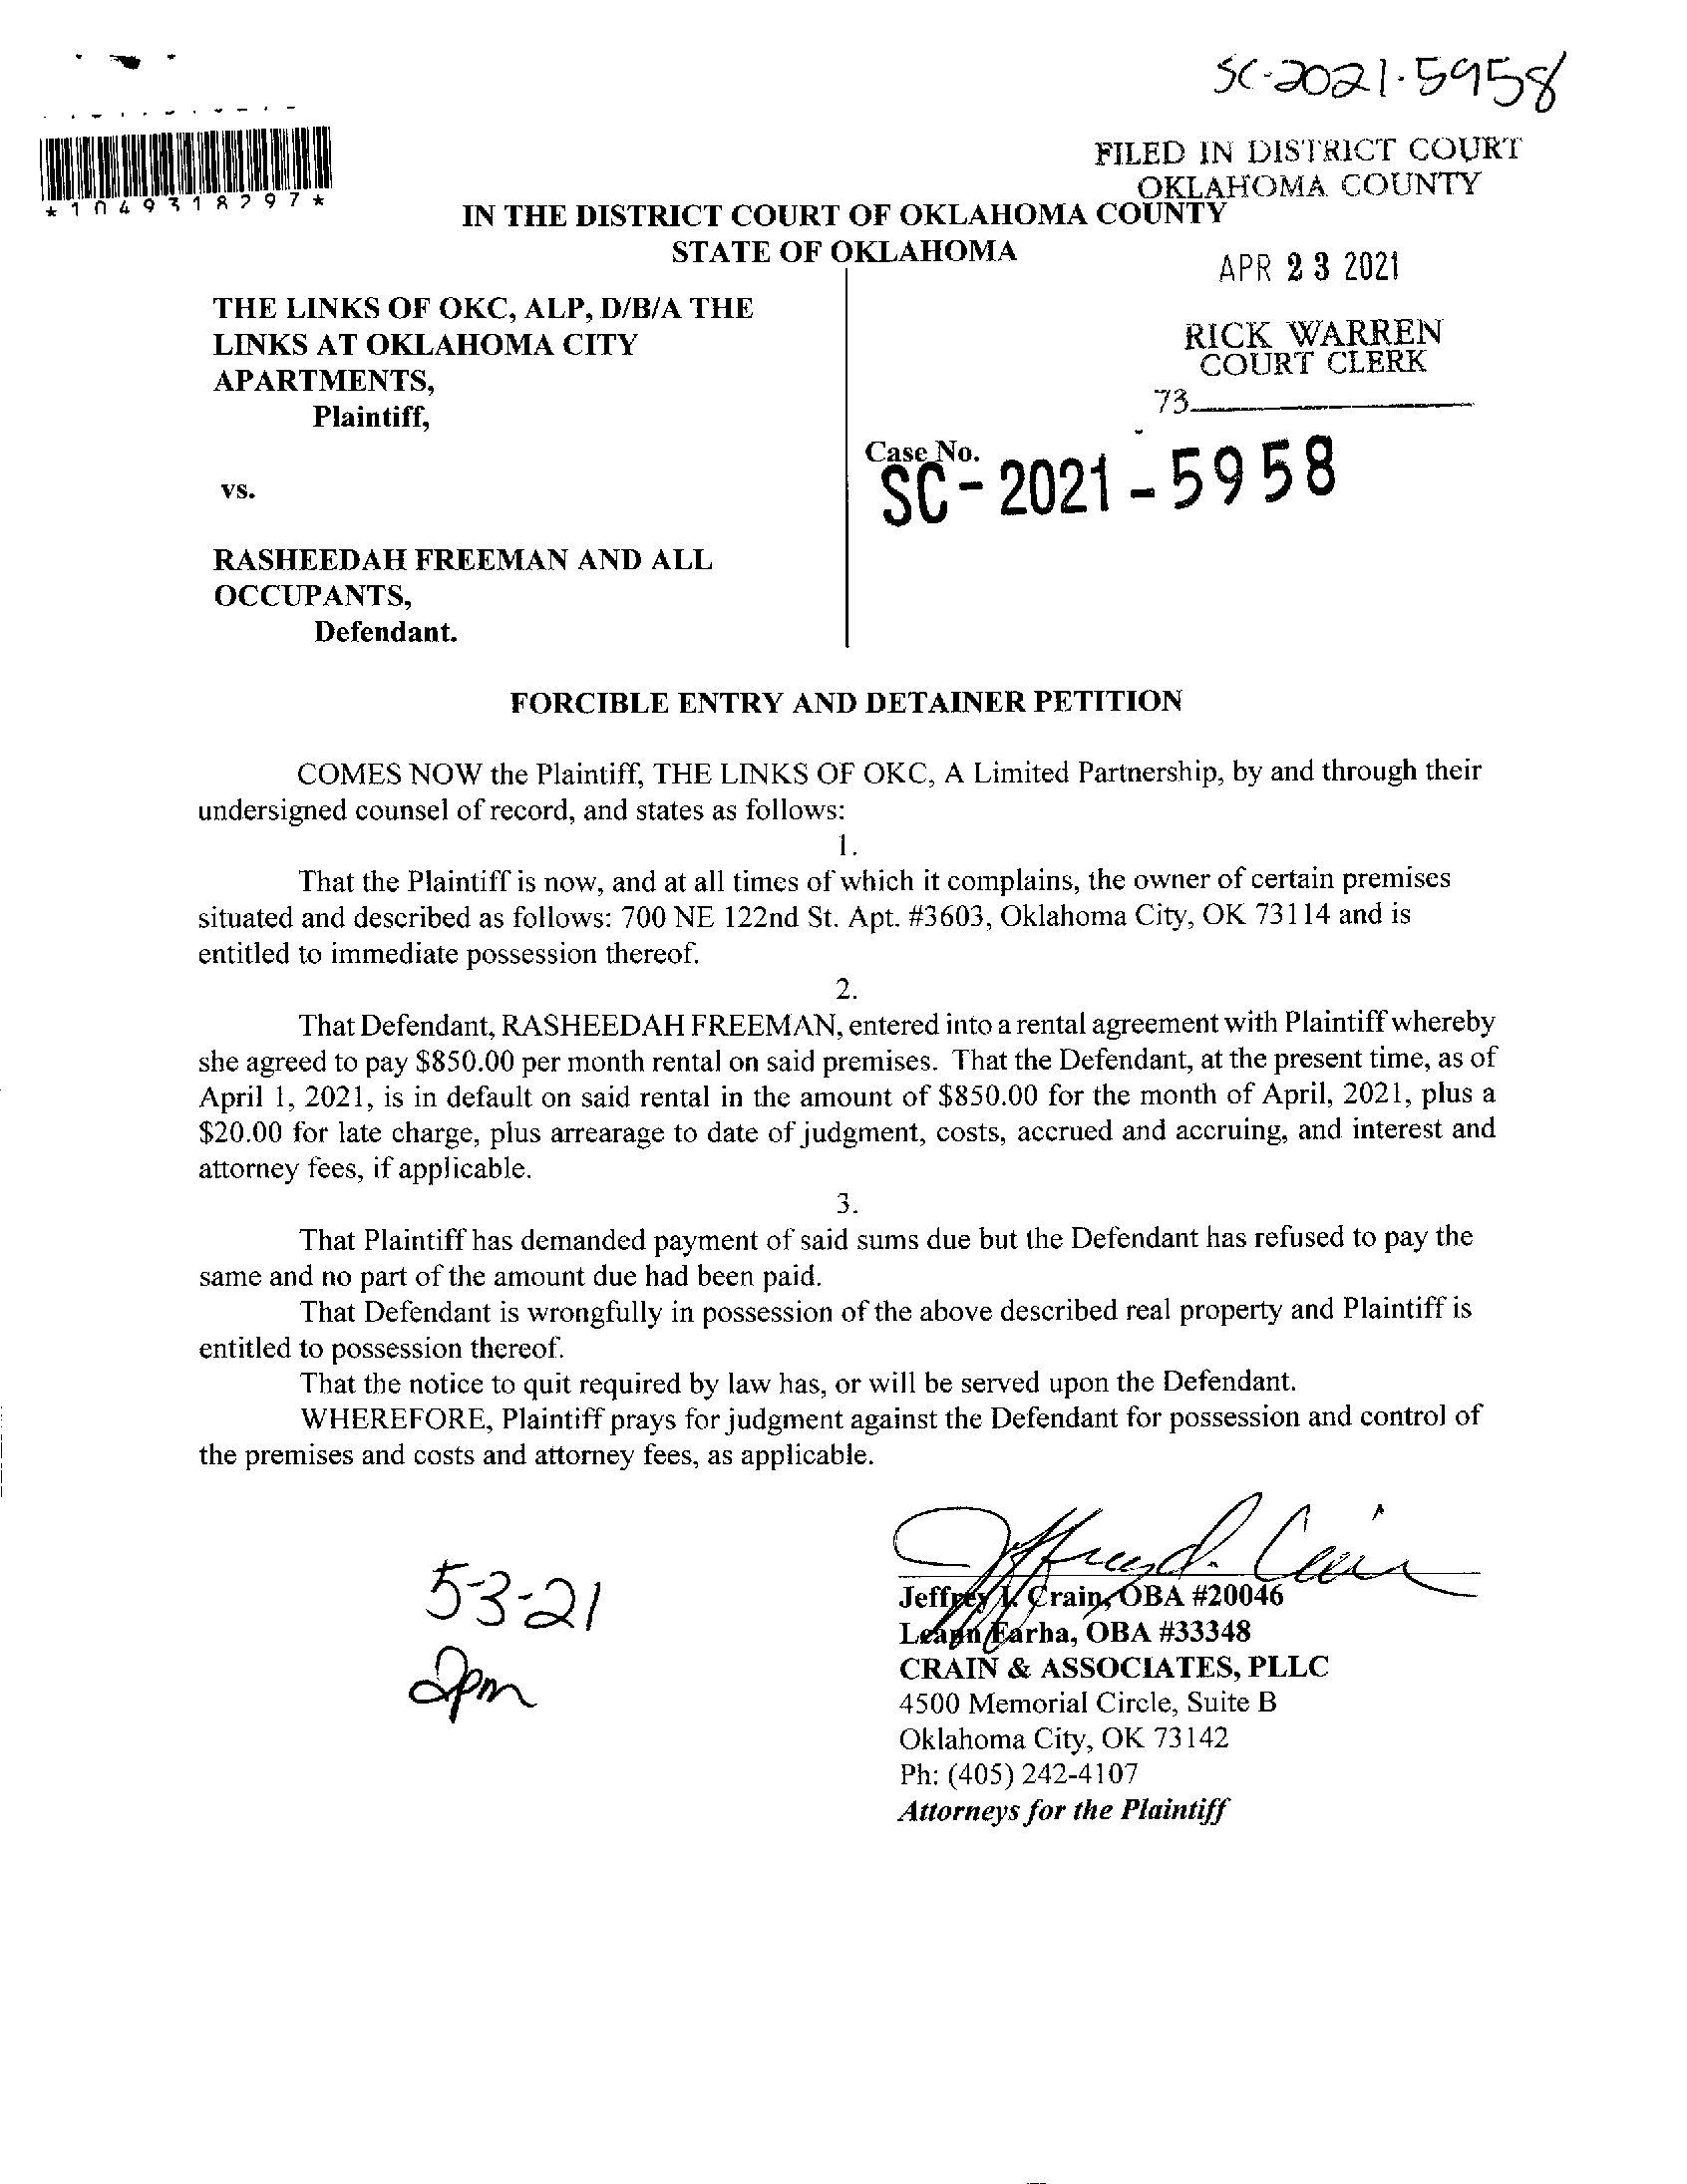 SC-2021-5958
*1049318297*
FILED IN DISTRICT COURT
OKLAHOMA COUNTY
IN THE DISTRICT COURT OF OKLAHOMA COUNTY
STATE OF OKLAHOMA
APR 23 2021
THE LINKS OF OKC, ALP, D/B/A THE
LINKS AT OKLAHOMA CITY
APARTMENTS,
Plaintiff,
RICK WARREN
COURT CLERK
73
Case No.
SC-2021-5958
vs.
RASHEEDAH FREEMAN AND ALL
OCCUPANTS,
Defendant.
FORCIBLE ENTRY AND DETAINER PETITION
COMES NOW the Plaintiff, THE LINKS OF OKC, A Limited Partnership, by and through their
undersigned counsel of record, and states as follows:
1.
That the Plaintiff is now, and at all times of which it complains, the owner of certain premises
situated and described as follows: 700 NE 122nd St. Apt. #3603, Oklahoma City, OK 73114 and is
entitled to immediate possession thereof.
2.
That Defendant, RASHEEDAH FREEMAN, entered into a rental agreement with Plaintiff whereby
she agreed to pay $850.00 per month rental on said premises. That the Defendant, at the present time, as of
April 1, 2021, is in default on said rental in the amount of $850.00 for the month of April, 2021, plus a
$20.00 for late charge, plus arrearage to date of judgment, costs, accrued and accruing, and interest and
attorney fees, if applicable.
3.
That Plaintiff has demanded payment of said sums due but the Defendant has refused to pay the
same and no part of the amount due had been paid.
That Defendant is wrongfully in possession of the above described real property and Plaintiff is
entitled to possession thereof.
That the notice to quit required by law has, or will be served upon the Defendant.
WHEREFORE, Plaintiff prays for judgment against the Defendant for possession and control of
the premises and costs and attorney fees, as applicable.
5-3-21
2pm
Jeffrey I. Crain, OBA #20046
Leann Farha, OBA #33348
CRAIN & ASSOCIATES, PLLC
4500 Memorial Circle, Suite B
Oklahoma City, OK 73142
Ph: (405) 242-4107
Attorneys for the Plaintiff